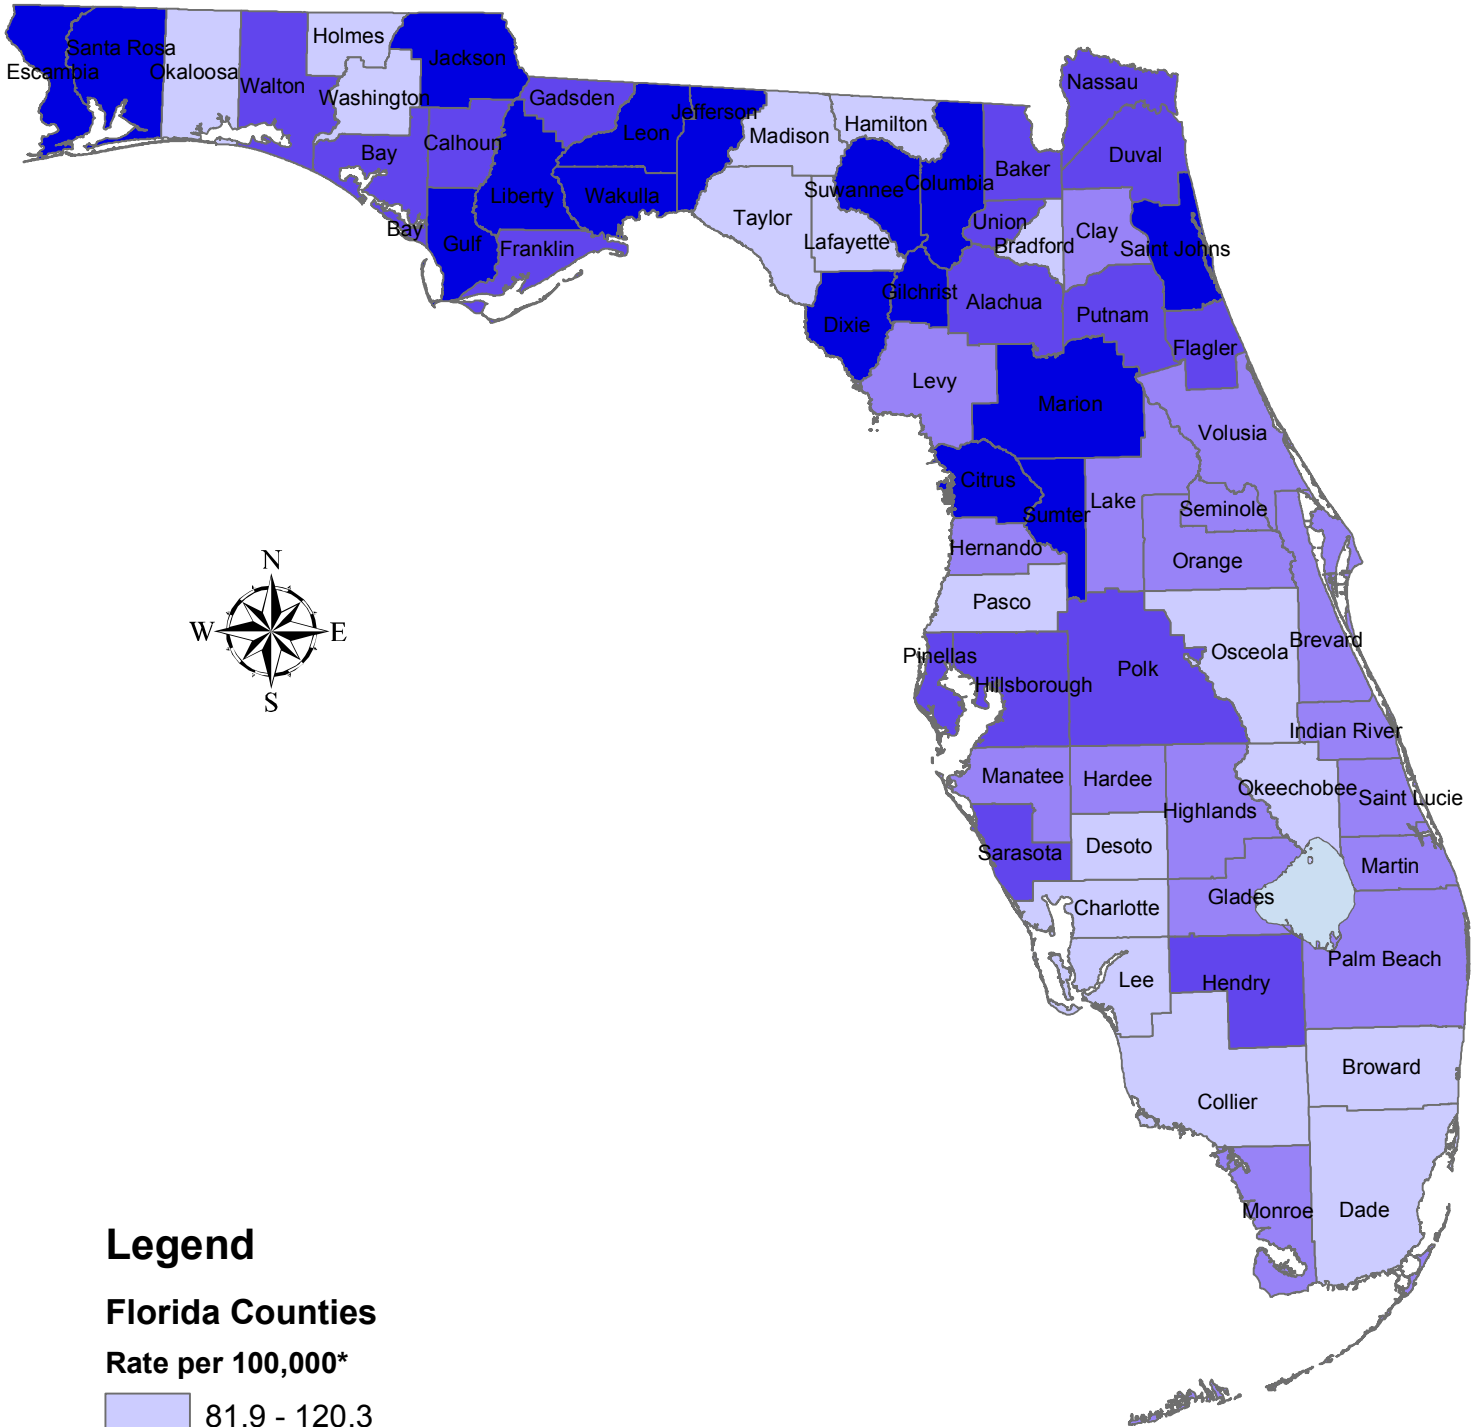 Holmes
Jackson
Santa Rosa
Escambia
Okaloosa
Walton
Washington
Gadsden
Nassau
Jefferson
Leon
Madison
Hamilton
Calhoun
Bay
Duval
Baker
Liberty
Wakulla
Suwannee
Columbia
Taylor
Union
Bradford
Clay
Saint Johns
Bay
Gulf
Franklin
Lafayette
Gilchrist
Alachua
Putnam
Dixie
Flagler
Levy
Marion
Volusia
Citrus
Lake
Sumter
Seminole
Hernando
Orange
N
W
E
S
Pasco
Brevard
Osceola
Pinellas
Polk
Hillsborough
Indian River
Manatee
Hardee
Okeechobee
Saint Lucie
Highlands
Sarasota
Desoto
Martin
Glades
Charlotte
Palm Beach
Lee
Hendry
Broward
Collier
Monroe
Dade
Legend
Florida Counties
Rate per 100,000*
81.9 - 120.3